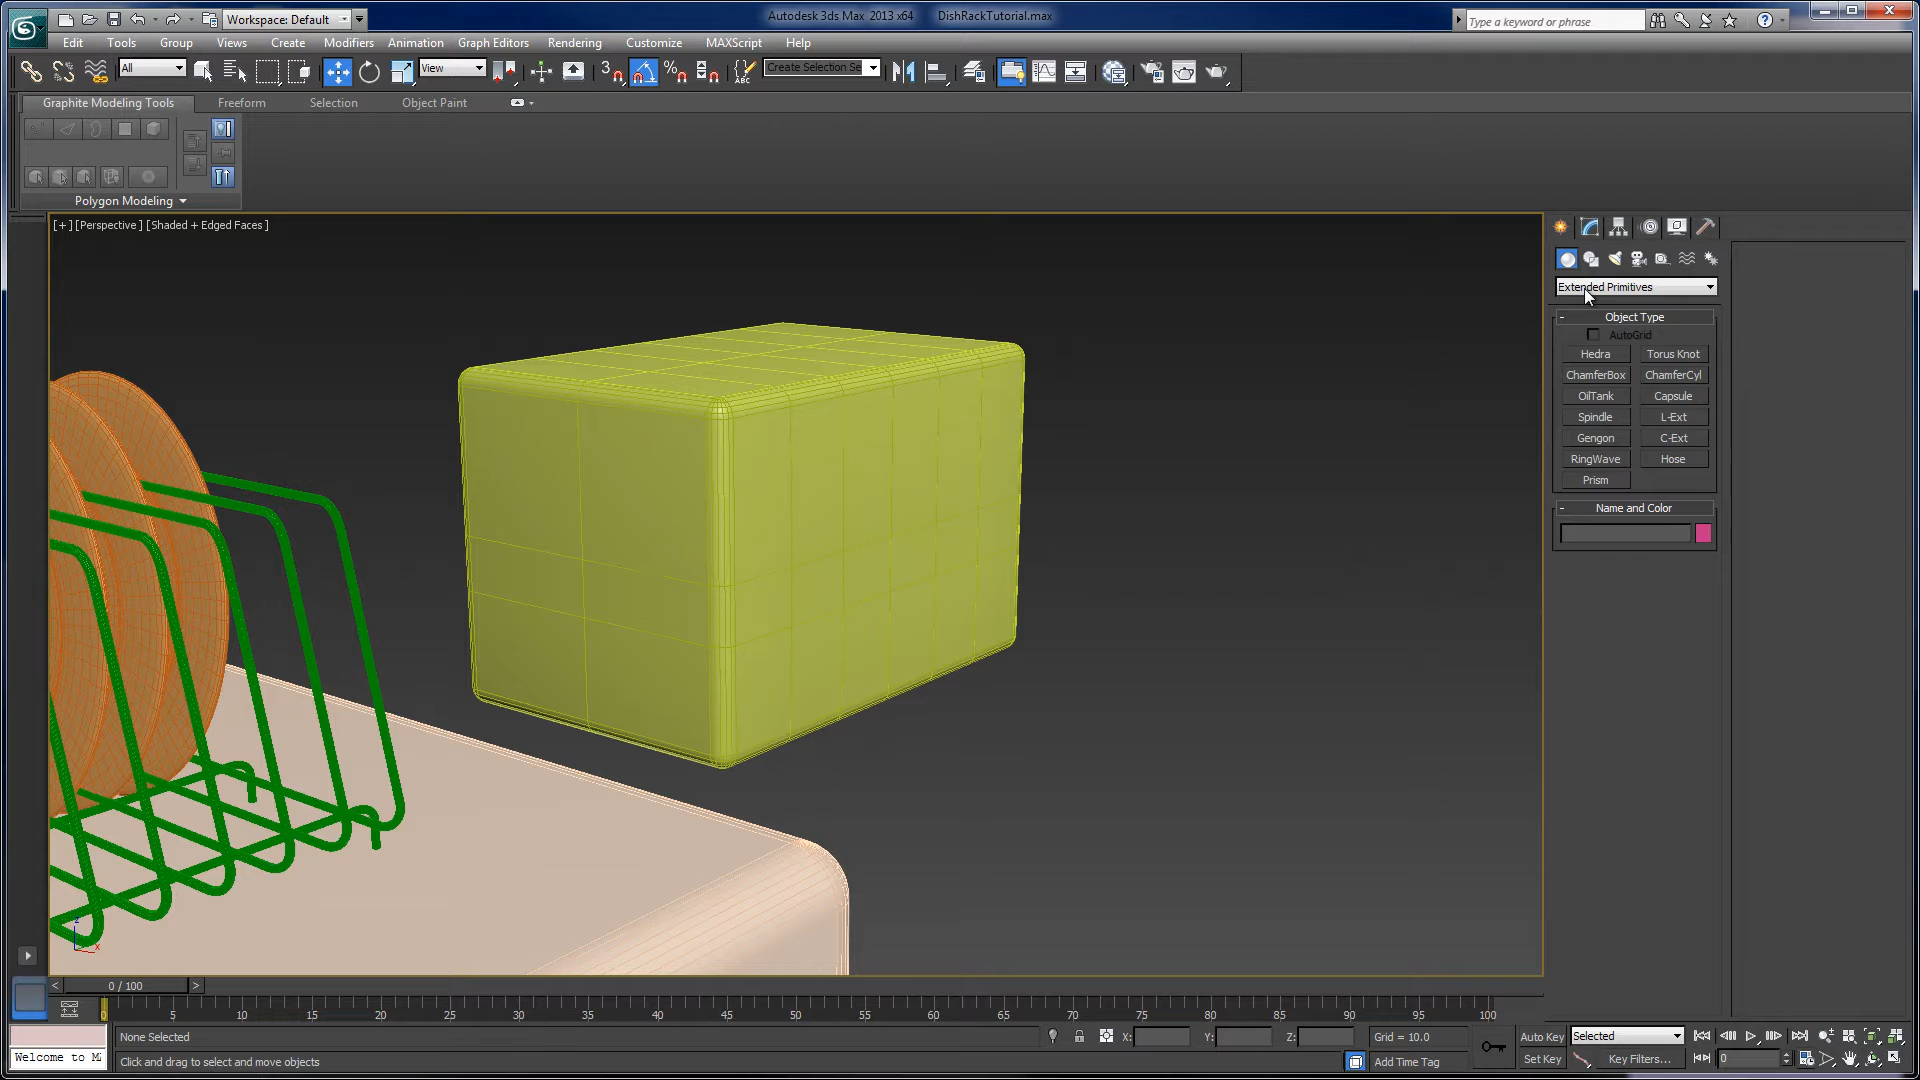 Workspace: Default
Autodesk 3ds Max 2013 x64 DishRackTutorial.max
Type a keyword or phrase
Edit Tools Group Views Create Modifiers Animation Graph Editors Rendering Customize MAXScript Help
All
View
3
Create Selection Se
ABC
Graphite Modeling Tools Freeform Selection Object Paint
Polygon Modeling
[+] [Perspective] [Shaded + Edged Faces]
Extended Primitives
- Object Type
AutoGrid
Hedra Torus Knot
ChamferBox ChamferCyl
OilTank Capsule
Spindle L-Ext
Gengon C-Ext
RingWave Hose
Prism
- Name and Color
z
x
< 0 / 100 >
0 5 10 15 20 25 30 35 40 45 50 55 60 65 70 75 80 85 90 95 100
None Selected X: Y: Z: Grid = 10.0 Auto Key Selected
Welcome to M
Click and drag to select and move objects Add Time Tag Set Key Key Filters... 0